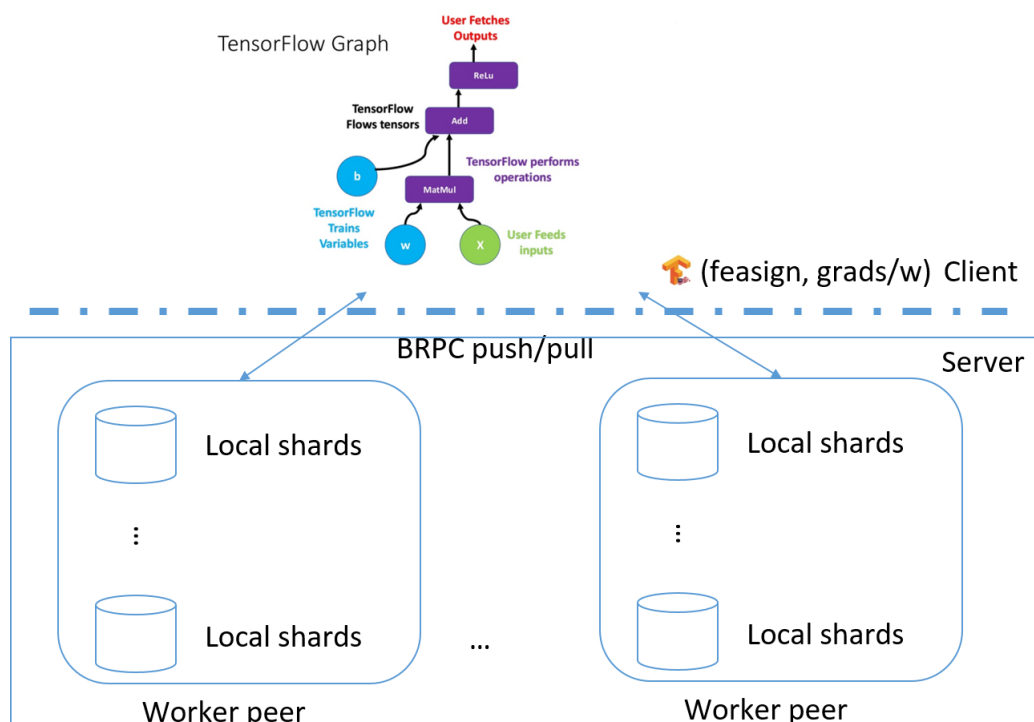 User Fetches
Outputs
TensorFlow Graph
ReLu
TensorFlow
Flows tensors
Add
TensorFlow performs
operations
b
MatMul
TensorFlow
Trains
Variables
w
X
User Feeds
inputs
(feasign, grads/w) Client
BRPC push/pull
Server
Local shards
Local shards
...
...
Local shards
...
Local shards
Worker peer
Worker peer